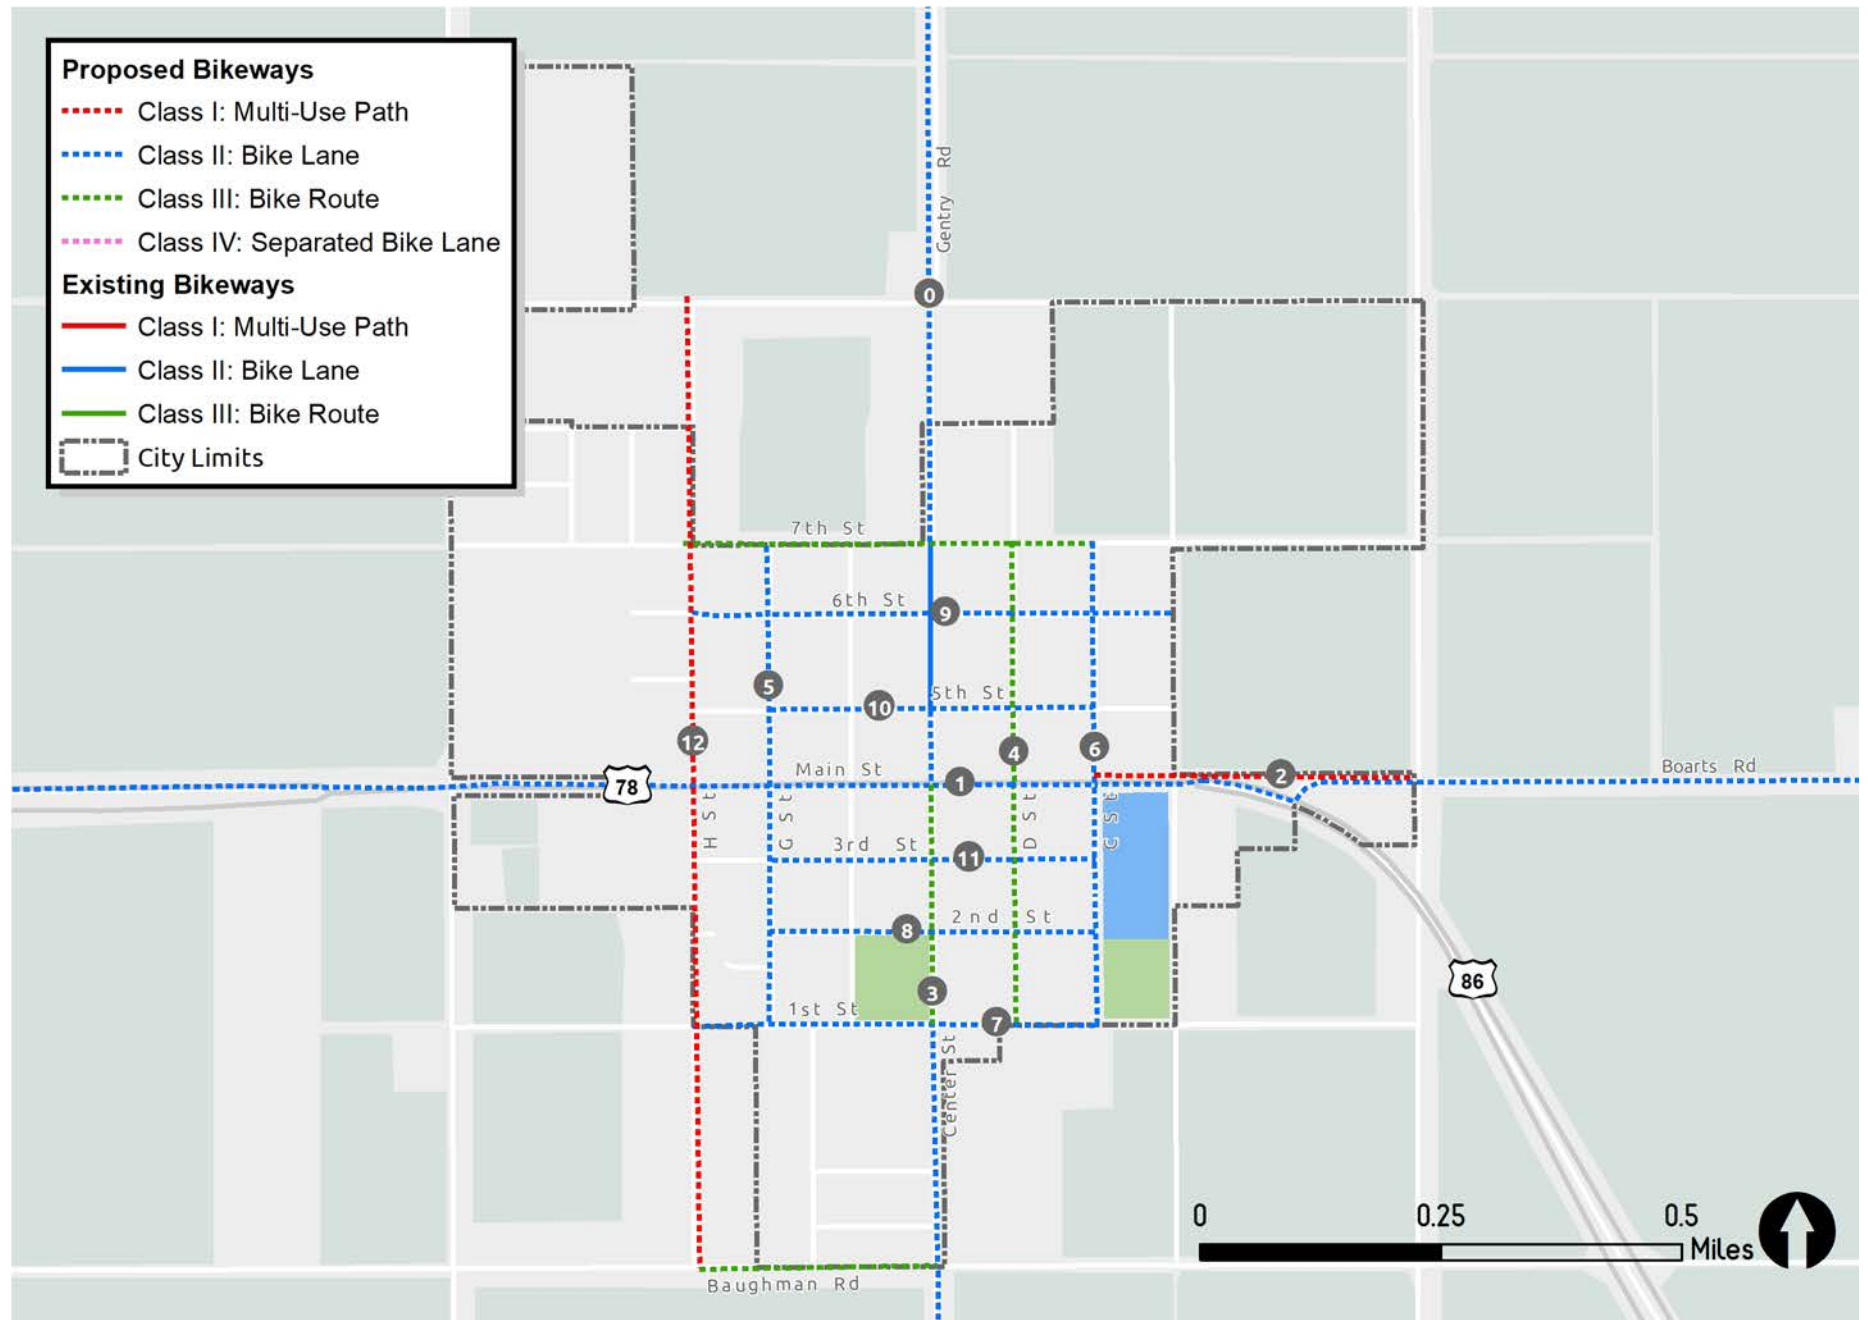 Proposed Bikeways
Class I: Multi-Use Path
Class II: Bike Lane
Class III: Bike Route
Class IV: Separated Bike Lane
Existing Bikeways
Class I: Multi-Use Path
Class II: Bike Lane
Class III: Bike Route
City Limits
Gentry Rd
0
7th St
6th St
9
5
5th St
10
12
4
6
Main St
1
2
Boarts Rd
78
H St
G St
D St
C St
3rd St
11
8
2nd St
86
3
1st St
7
Center St
0 0.25 0.5
Miles
Baughman Rd